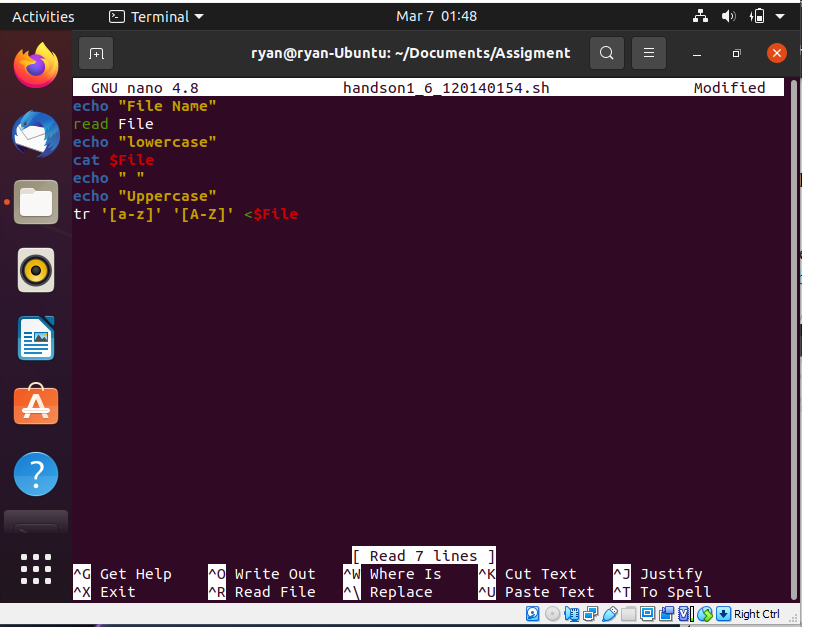 Activities Terminal Mar 7 01:48
ryan@ryan-Ubuntu: ~/Documents/Assigment
GNU nano 4.8 handson1_6_120140154.sh Modified
echo "File Name"
read File
echo "lowercase"
cat $File
echo " "
echo "Uppercase"
tr '[a-z]' '[A-Z]' <$File
[ Read 7 lines ]
^G Get Help ^O Write Out ^W Where Is ^K Cut Text ^J Justify
^X Exit ^R Read File ^\ Replace ^U Paste Text ^T To Spell
Right Ctrl